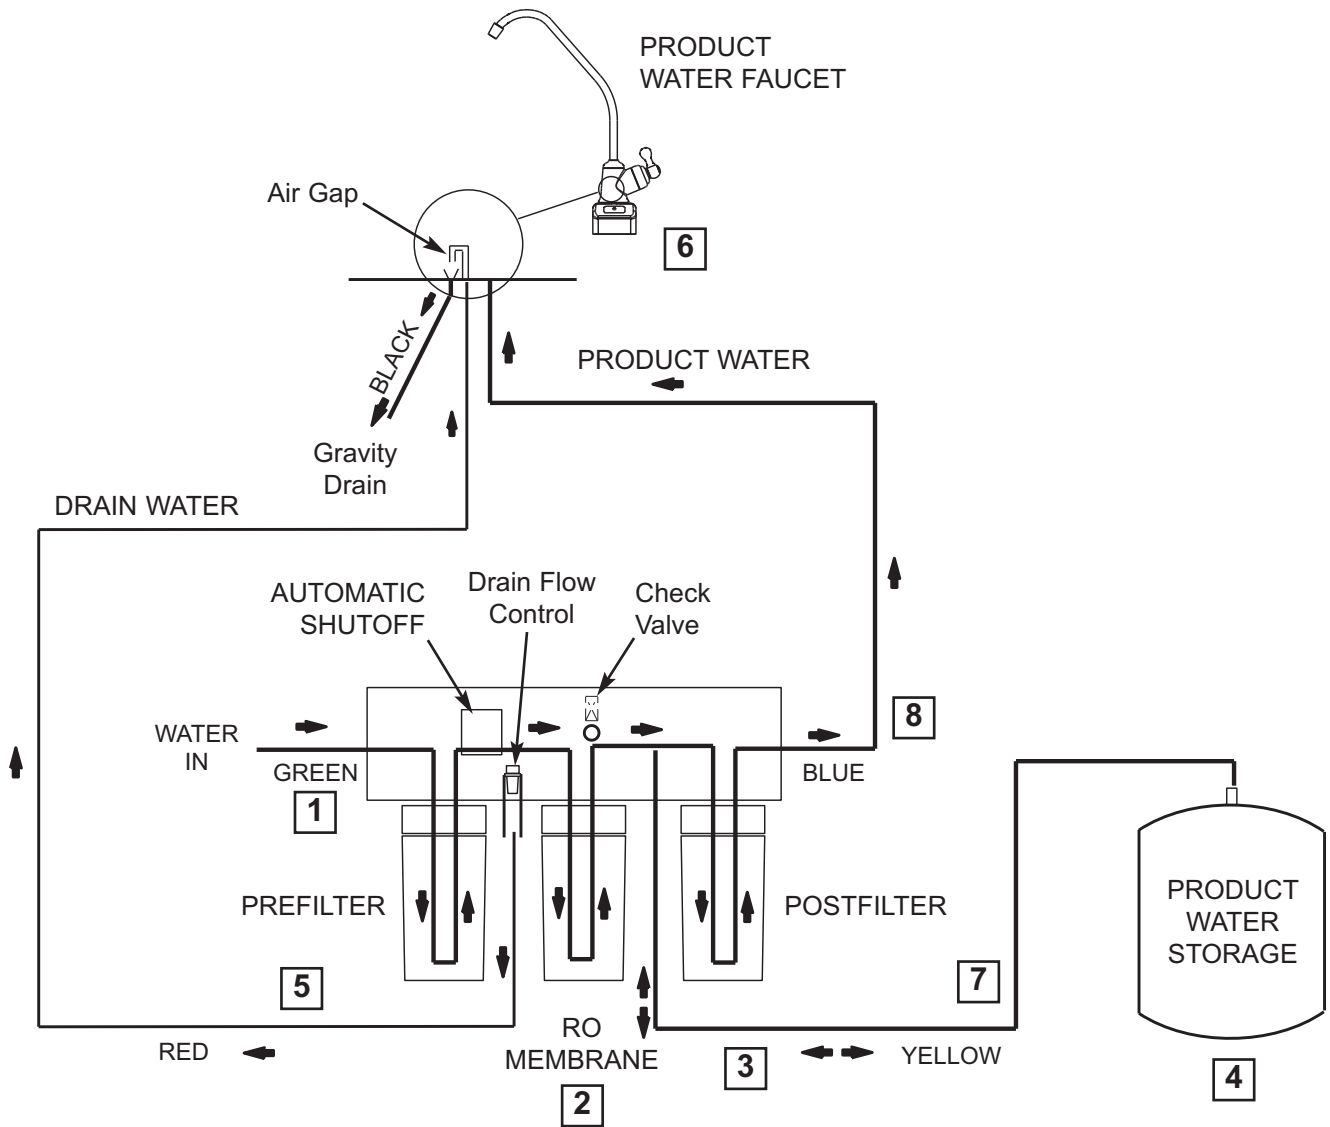 PRODUCT
WATER FAUCET
Air Gap
6
BLACK
PRODUCT WATER
Gravity
Drain
DRAIN WATER
AUTOMATIC
SHUTOFF
Drain Flow
Control
Check
Valve
8
WATER
IN
GREEN
BLUE
1
PREFILTER
POSTFILTER
PRODUCT
WATER
STORAGE
5
7
RED
RO
MEMBRANE
2
3
YELLOW
4